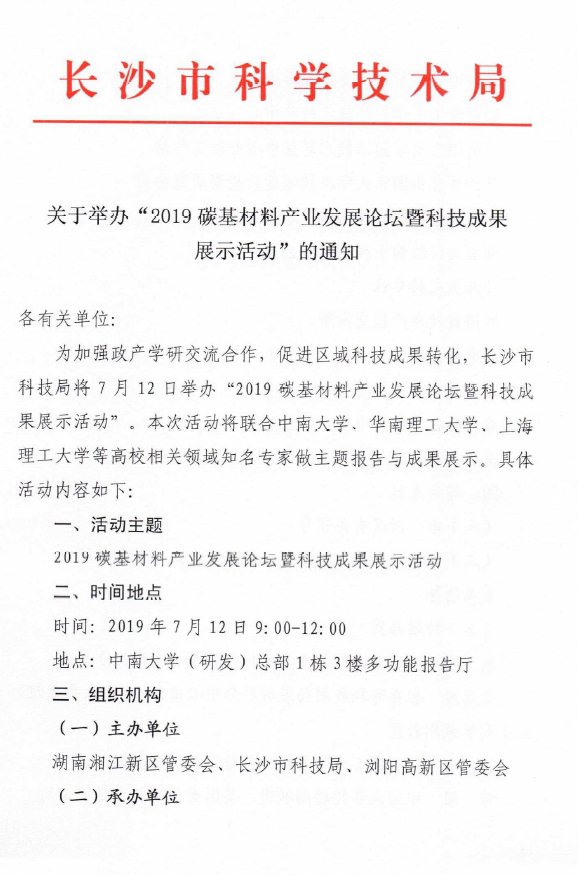 长沙市科学技术局
关于举办“2019 碳基材料产业发展论坛暨科技成果
展示活动”的通知
各有关单位:
为加强政产学研交流合作，促进区域科技成果转化，长沙市
科技局将 7 月 12 日举办“2019 碳基材料产业发展论坛暨科技成
果展示活动”。本次活动将联合中南大学、华南理工大学、上海
理工大学等高校相关领域知名专家做主题报告与成果展示。具体
活动内容如下:
一、活动主题
2019 碳基材料产业发展论坛暨科技成果展示活动
二、时间地点
时间: 2019 年 7 月 12 日 9:00-12:00
地点: 中南大学（研发）总部 1 栋 3 楼多功能报告厅
三、组织机构
（一）主办单位
湖南湘江新区管委会、长沙市科技局、浏阳高新区管委会
（二）承办单位